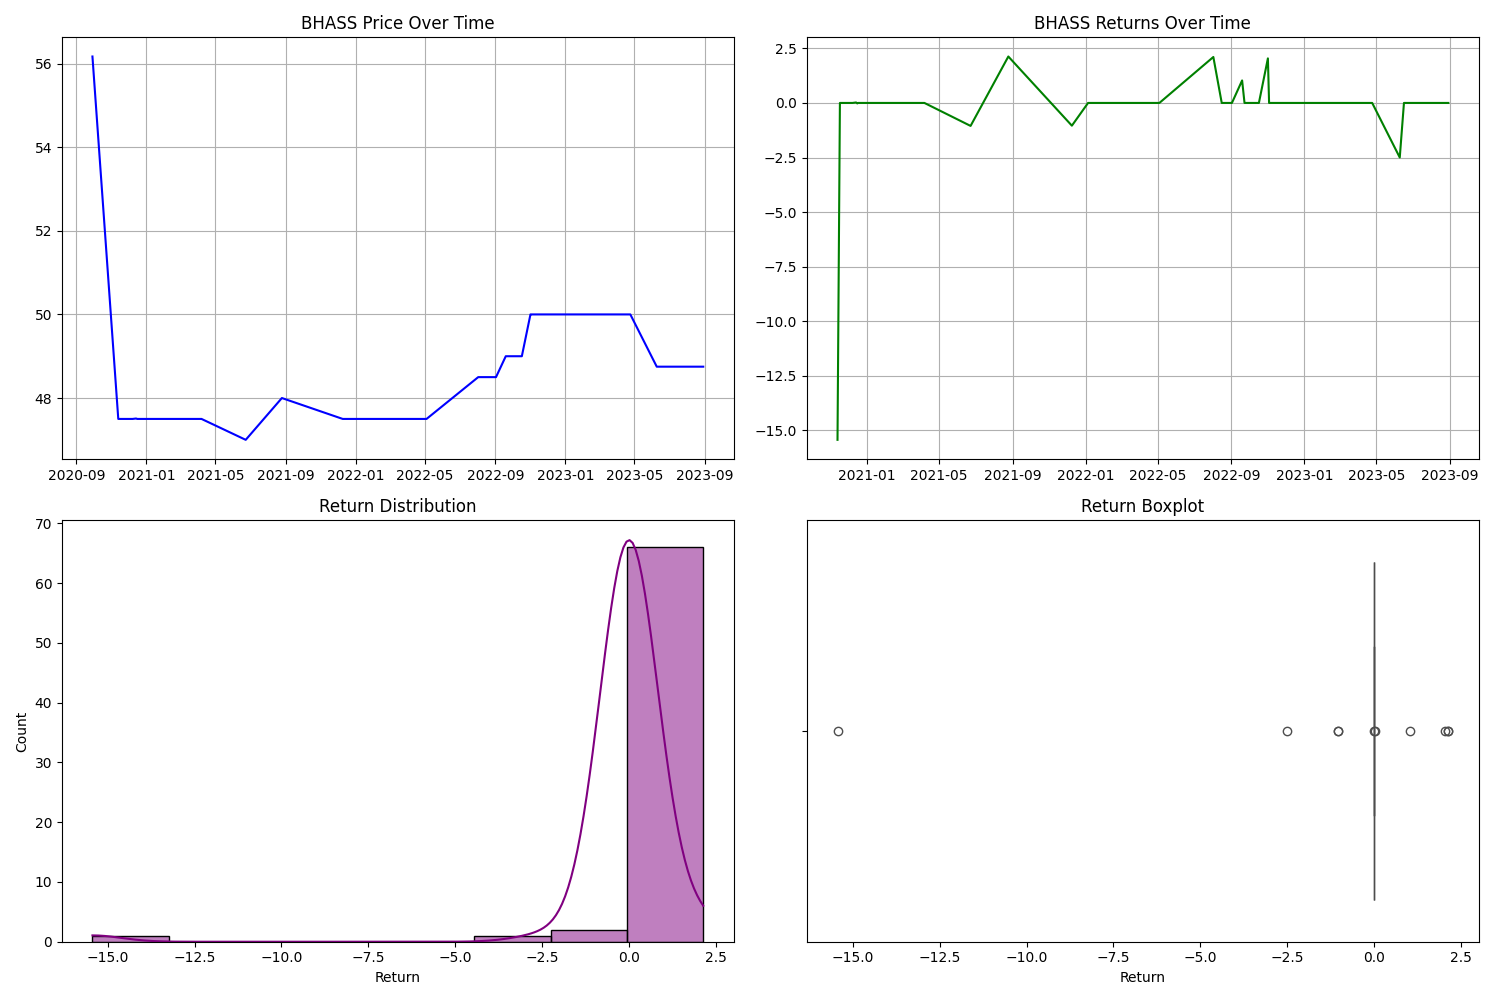 BHASS Price Over Time
56
54
52
50
48
2020-09 2021-01 2021-05 2021-09 2022-01 2022-05 2022-09 2023-01 2023-05 2023-09
BHASS Returns Over Time
2.5
0.0
−2.5
−5.0
−7.5
−10.0
−12.5
−15.0
2021-01 2021-05 2021-09 2022-01 2022-05 2022-09 2023-01 2023-05 2023-09
Return Distribution
70
60
50
40
30
20
10
0
Count
−15.0 −12.5 −10.0 −7.5 −5.0 −2.5 0.0 2.5
Return
Return Boxplot
−15.0 −12.5 −10.0 −7.5 −5.0 −2.5 0.0 2.5
Return